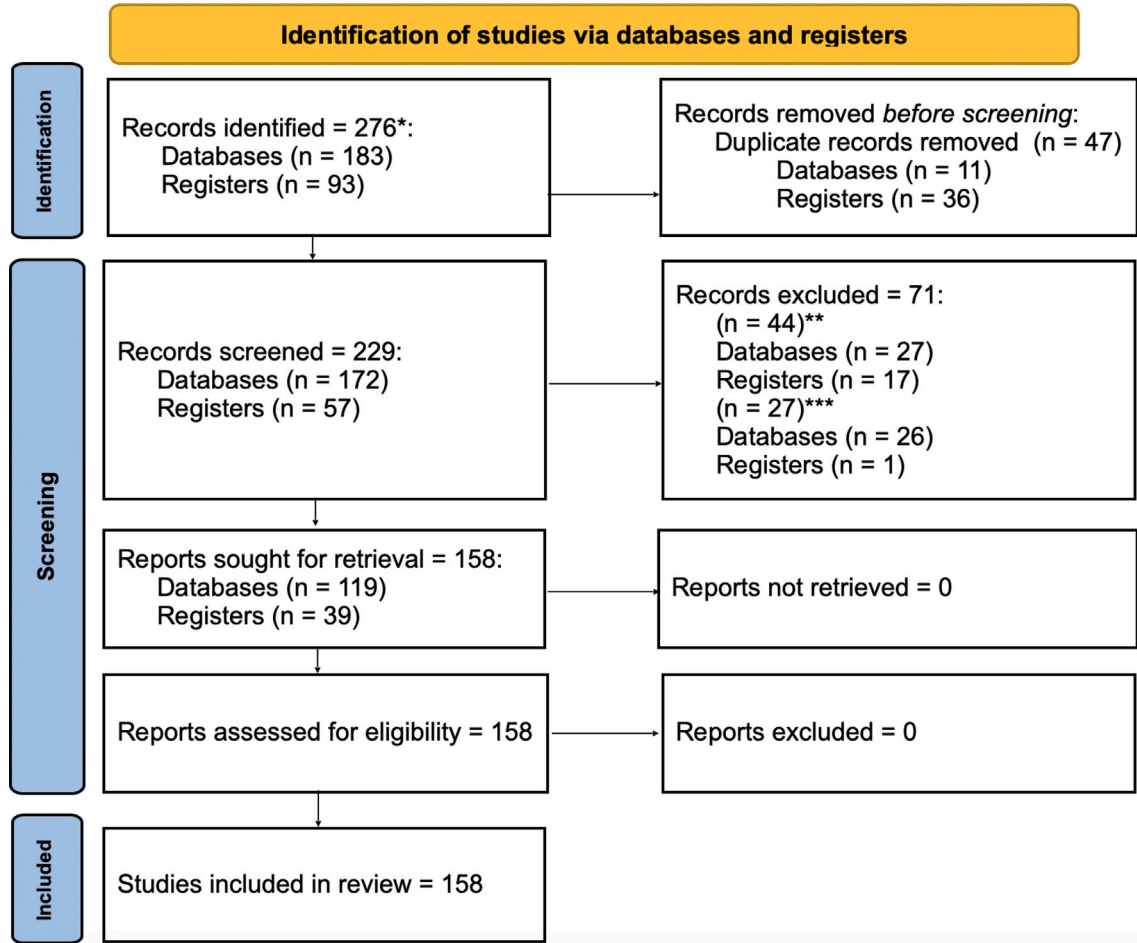 Identification of studies via databases and registers
Identification
Records identified = 276*:
Databases (n = 183)
Registers (n = 93)
Records removed before screening:
Duplicate records removed (n = 47)
Databases (n = 11)
Registers (n = 36)
Screening
Records screened = 229:
Databases (n = 172)
Registers (n = 57)
Records excluded = 71:
(n = 44)**
Databases (n = 27)
Registers (n = 17)
(n = 27)***
Databases (n = 26)
Registers (n = 1)
Reports sought for retrieval = 158:
Databases (n = 119)
Registers (n = 39)
Reports not retrieved = 0
Reports assessed for eligibility = 158
Reports excluded = 0
Included
Studies included in review = 158